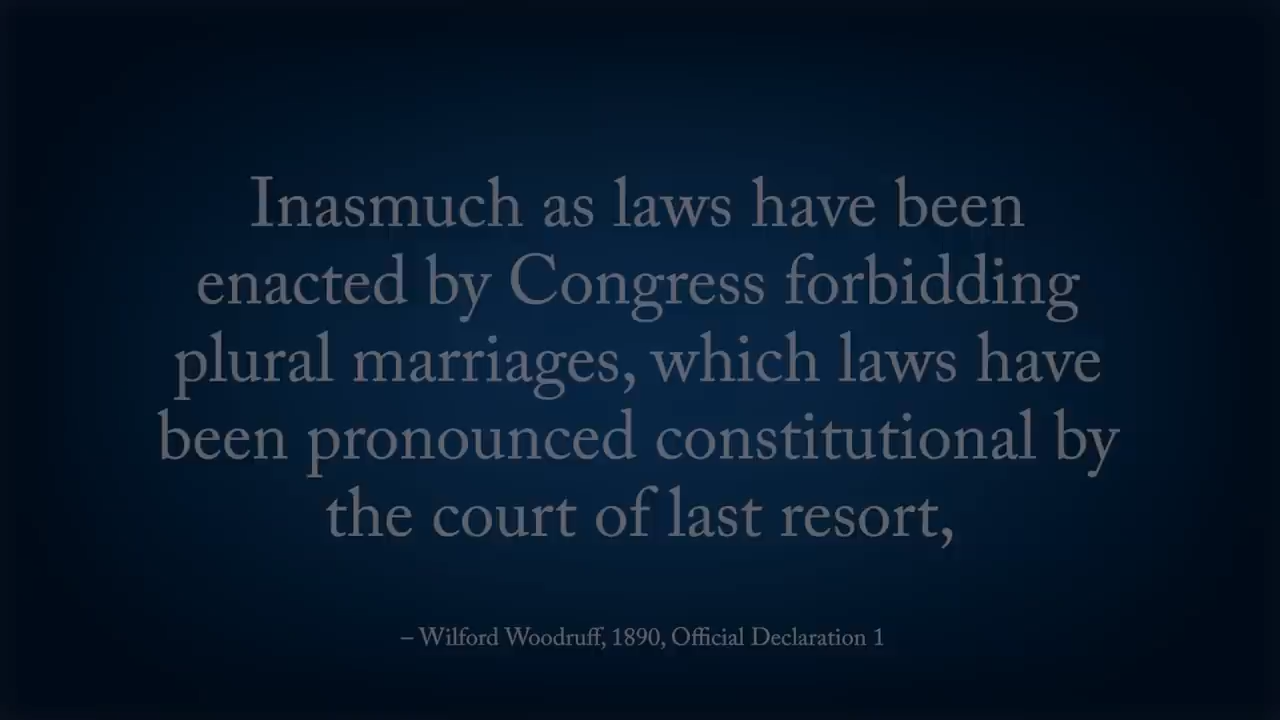 Inasmuch as laws have been
enacted by Congress forbidding
plural marriages, which laws have
been pronounced constitutional by
the court of last resort,
– Wilford Woodruff, 1890, Official Declaration 1